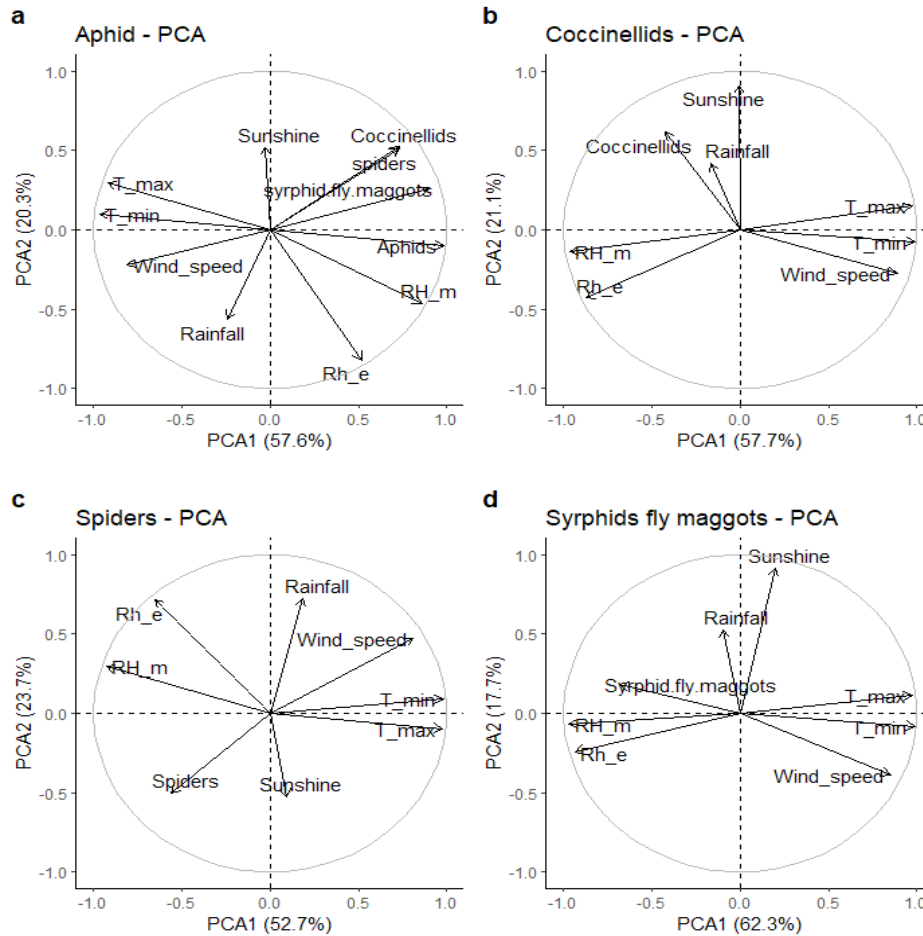 a
Aphid - PCA
1.0
0.5
0.0
-0.5
-1.0
PCA2 (20.3%)
Sunshine
Coccinellids
spiders
syrphid.fly.maggots
T_max
T_min
Aphids
Wind_speed
RH_m
Rainfall
Rh_e
-1.0 -0.5 0.0 0.5 1.0
PCA1 (57.6%)
b
Coccinellids - PCA
1.0
0.5
0.0
-0.5
-1.0
PCA2 (21.1%)
Sunshine
Coccinellids
Rainfall
T_max
T_min
RH_m
Wind_speed
Rh_e
-1.0 -0.5 0.0 0.5 1.0
PCA1 (57.7%)
c
Spiders - PCA
1.0
0.5
0.0
-0.5
-1.0
PCA2 (23.7%)
Rainfall
Rh_e
Wind_speed
RH_m
T_min
T_max
Spiders
Sunshine
-1.0 -0.5 0.0 0.5 1.0
PCA1 (52.7%)
d
Syrphids fly maggots - PCA
1.0
0.5
0.0
-0.5
-1.0
PCA2 (17.7%)
Sunshine
Rainfall
Syrphid.fly.maggots
T_max
RH_m
T_min
Rh_e
Wind_speed
-1.0 -0.5 0.0 0.5 1.0
PCA1 (62.3%)